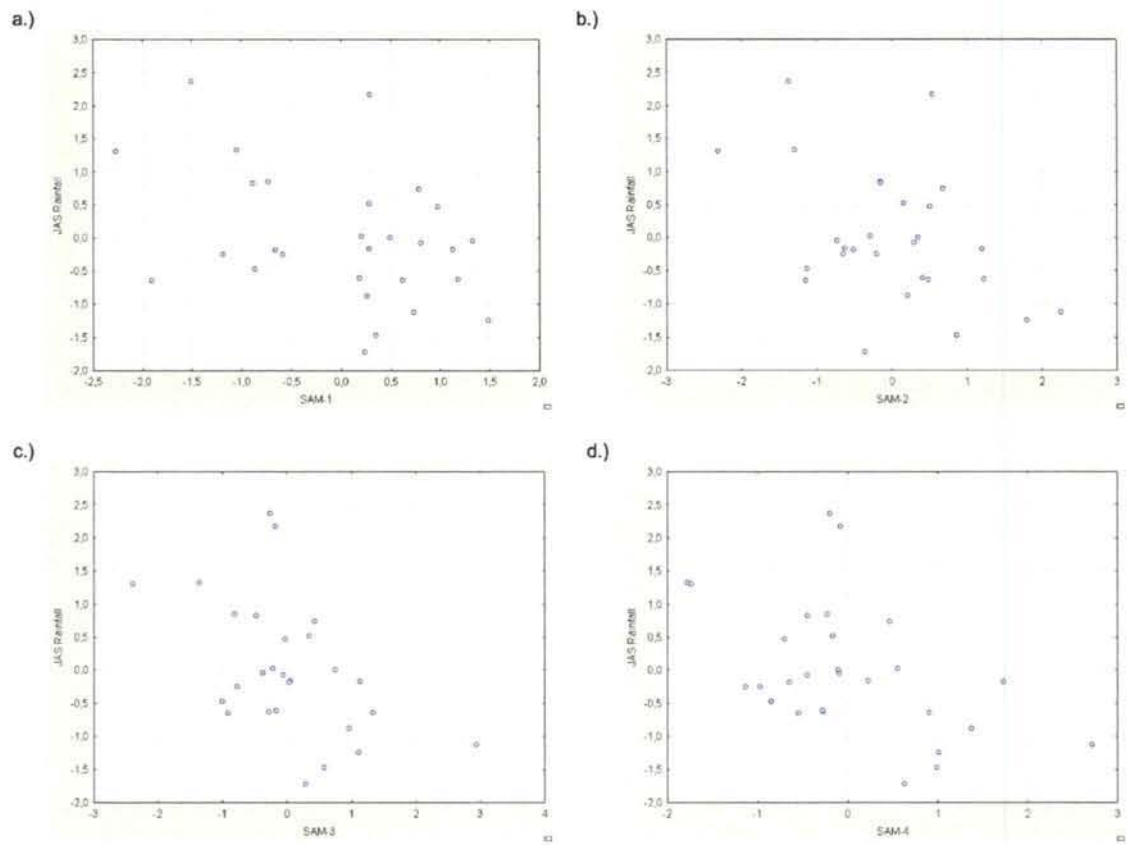 a.)
3,0
2,5
2,0
1,5
1,0
0,5
0,0
-0,5
-1,0
-1,5
-2,0
JAS Rainfall
-2,5 -2,0 -1,5 -1,0 -0,5 0,0 0,5 1,0 1,5 2,0
SAM-1
b.)
3,0
2,5
2,0
1,5
1,0
0,5
0,0
-0,5
-1,0
-1,5
-2,0
JAS Rainfall
-3 -2 -1 0 1 2 3
SAM-2
c.)
3,0
2,5
2,0
1,5
1,0
0,5
0,0
-0,5
-1,0
-1,5
-2,0
JAS Rainfall
-3 -2 -1 0 1 2 3 4
SAM-3
d.)
3,0
2,5
2,0
1,5
1,0
0,5
0,0
-0,5
-1,0
-1,5
-2,0
JAS Rainfall
-2 -1 0 1 2 3
SAM-4